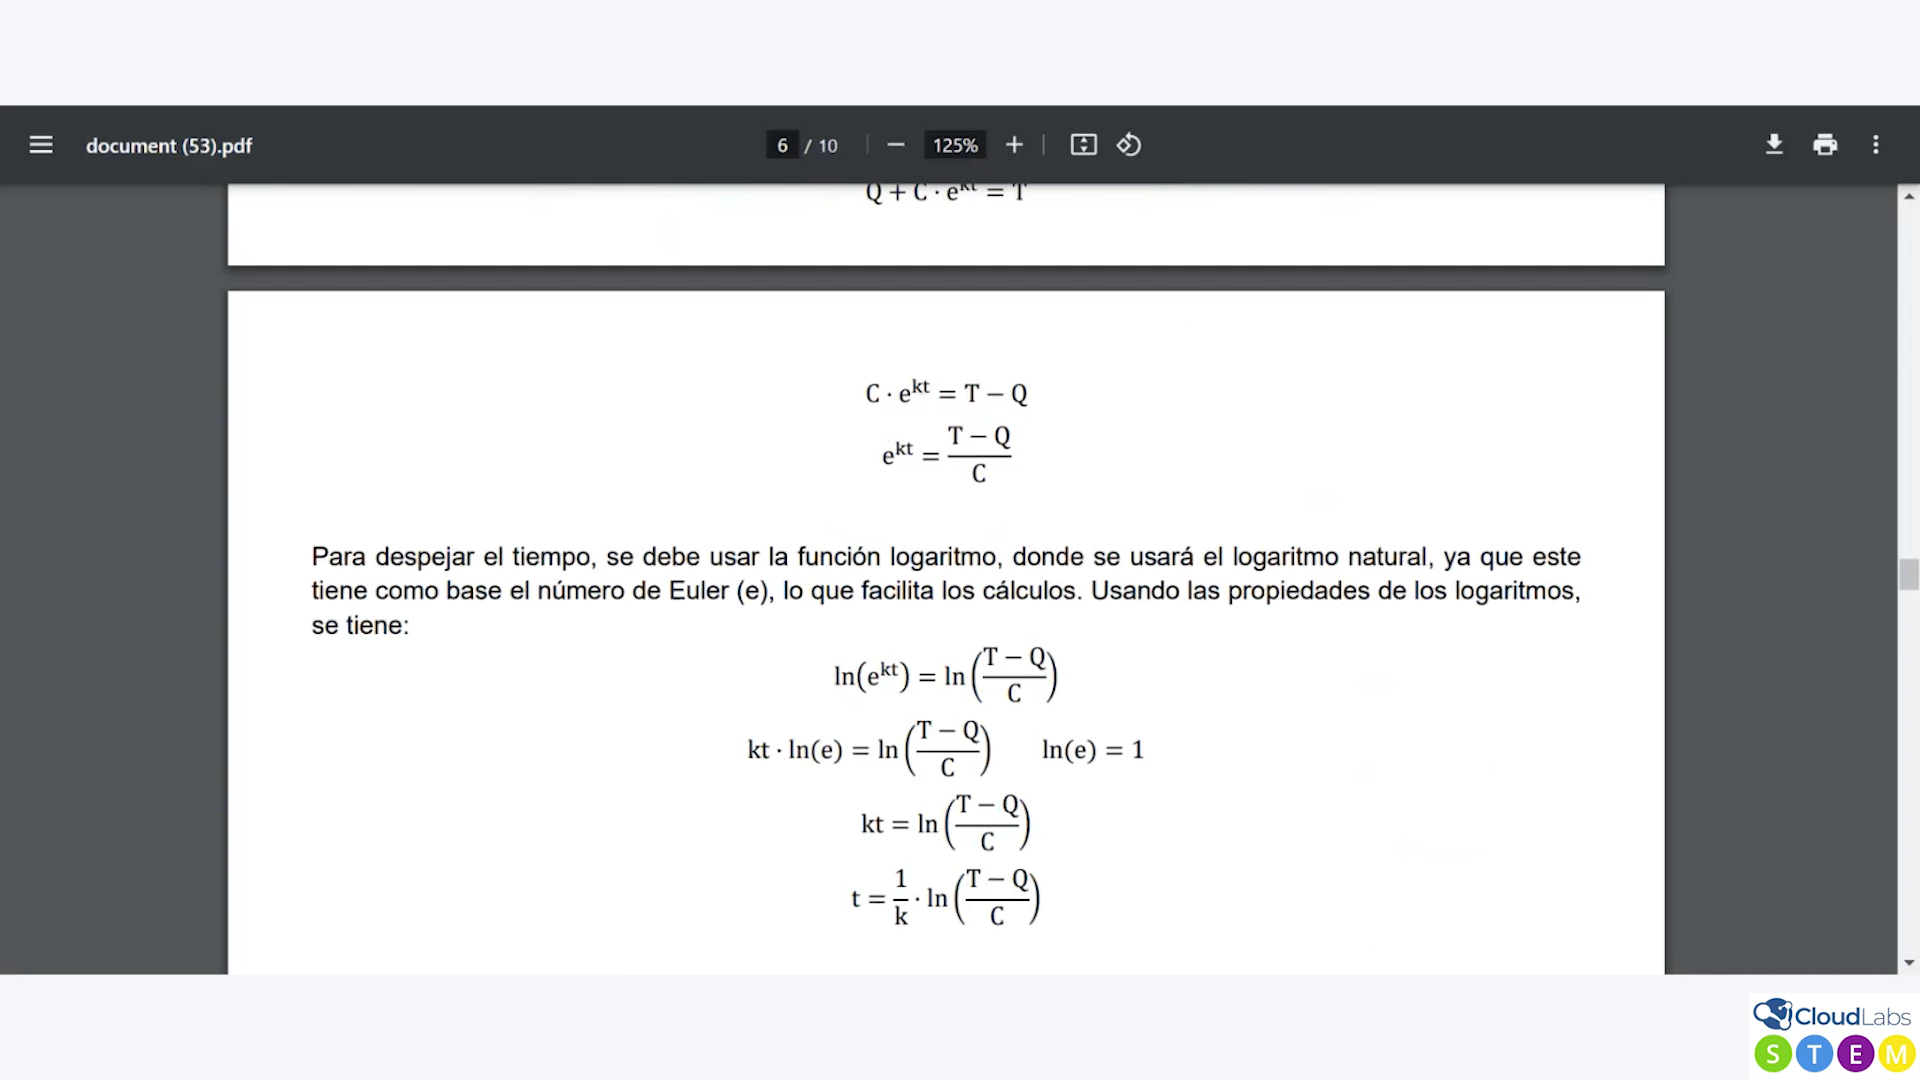 document (53).pdf
6 / 10
125%
Q + C · e^kt = T
C · e^kt = T − Q
e^kt = (T − Q)/C
Para despejar el tiempo, se debe usar la función logaritmo, donde se usará el logaritmo natural, ya que este
tiene como base el número de Euler (e), lo que facilita los cálculos. Usando las propiedades de los logaritmos,
se tiene:
ln(e^kt) = ln((T − Q)/C)
kt · ln(e) = ln((T − Q)/C) ln(e) = 1
kt = ln((T − Q)/C)
t = 1/k · ln((T − Q)/C)
CloudLabs
S T E M